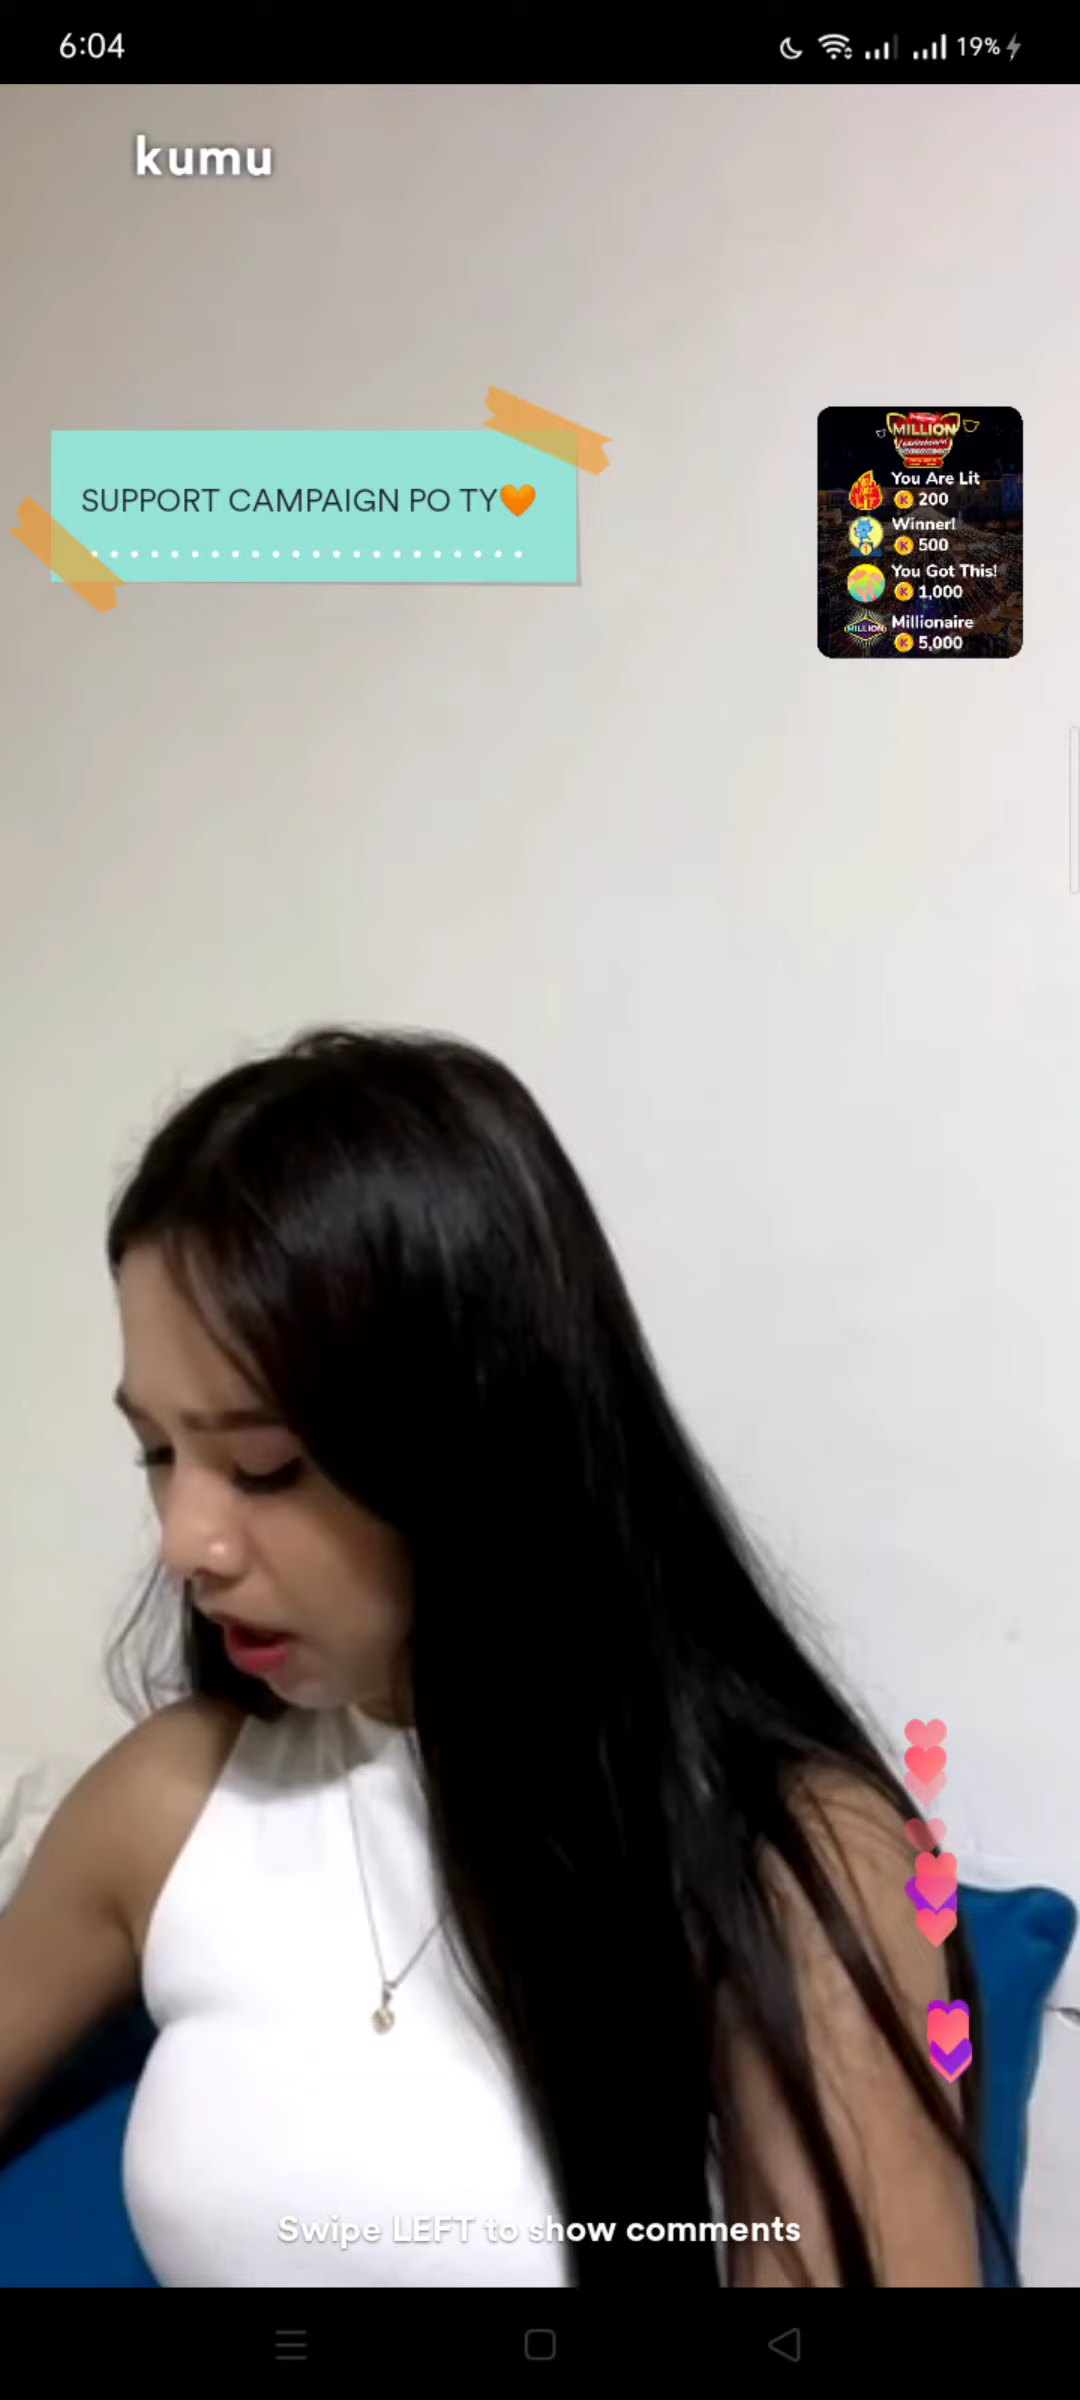 6:04
19%
kumu
SUPPORT CAMPAIGN PO TY🧡
MILLION
You Are Lit
K 200
Winner!
K 500
You Got This!
K 1,000
MILLION
Millionaire
K 5,000
Swipe LEFT to show comments